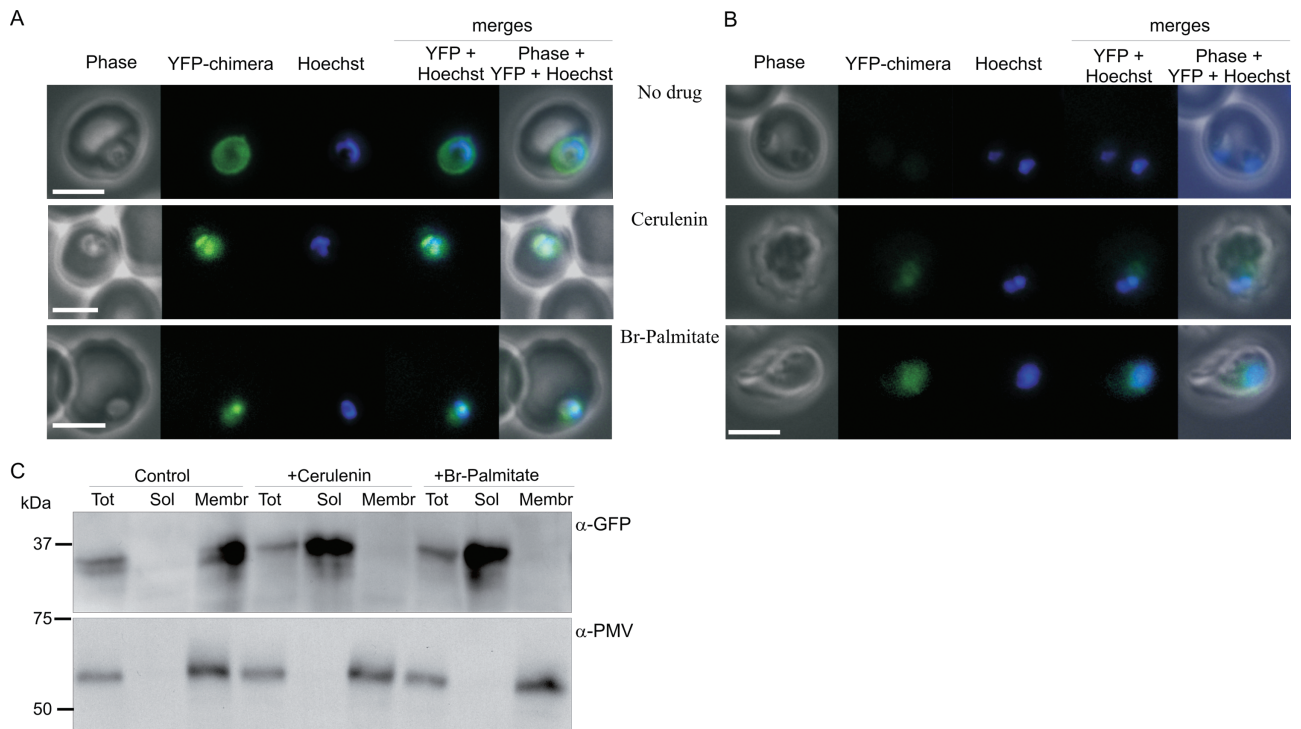 A
merges
Phase YFP-chimera Hoechst YFP + Hoechst Phase + YFP + Hoechst
B
merges
Phase YFP-chimera Hoechst YFP + Hoechst Phase + YFP + Hoechst
No drug
Cerulenin
Br-Palmitate
C
Control +Cerulenin +Br-Palmitate
kDa Tot Sol Membr Tot Sol Membr Tot Sol Membr
α-GFP
37
75
α-PMV
50